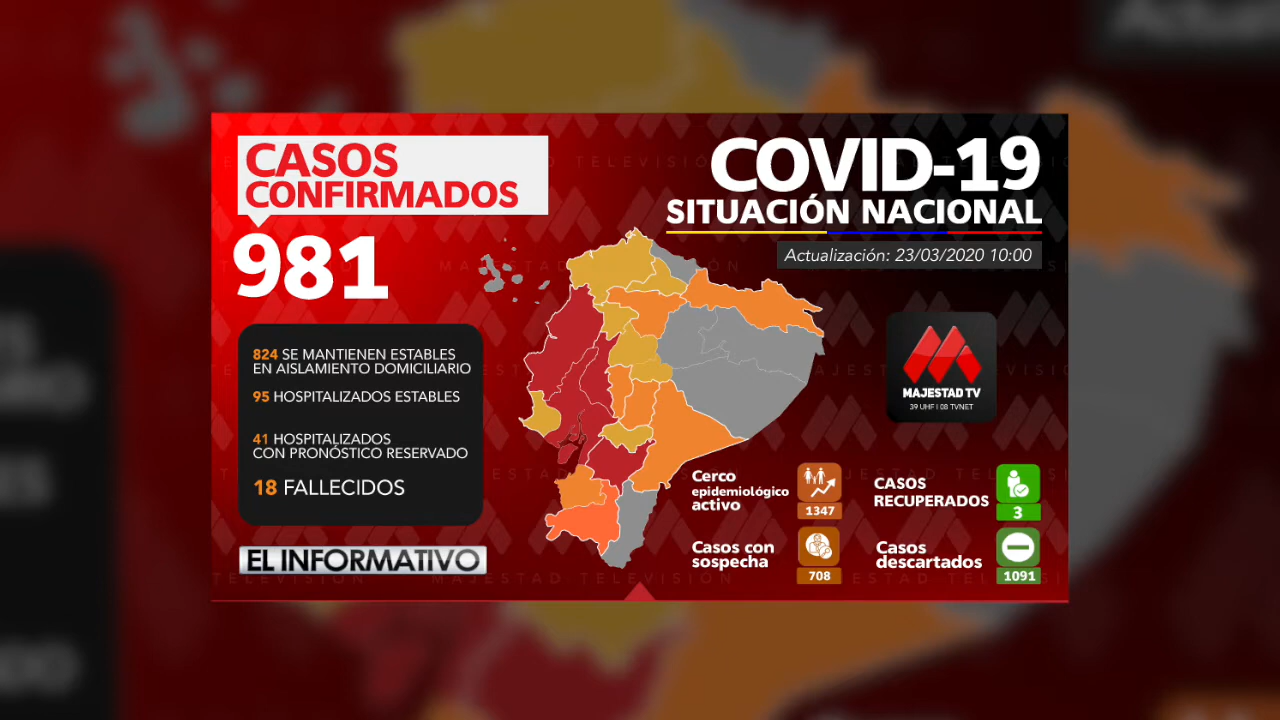 CASOS
CONFIRMADOS
981
824 SE MANTIENEN ESTABLES
EN AISLAMIENTO DOMICILIARIO
95 HOSPITALIZADOS ESTABLES
41 HOSPITALIZADOS
CON PRONÓSTICO RESERVADO
18 FALLECIDOS
EL INFORMATIVO
COVID-19
SITUACIÓN NACIONAL
Actualización: 23/03/2020 10:00
MAJESTAD TV
39 UHF I 08 TVNET
Cerco
epidemiológico
activo
1347
CASOS
RECUPERADOS
3
Casos con
sospecha
708
Casos
descartados
1091